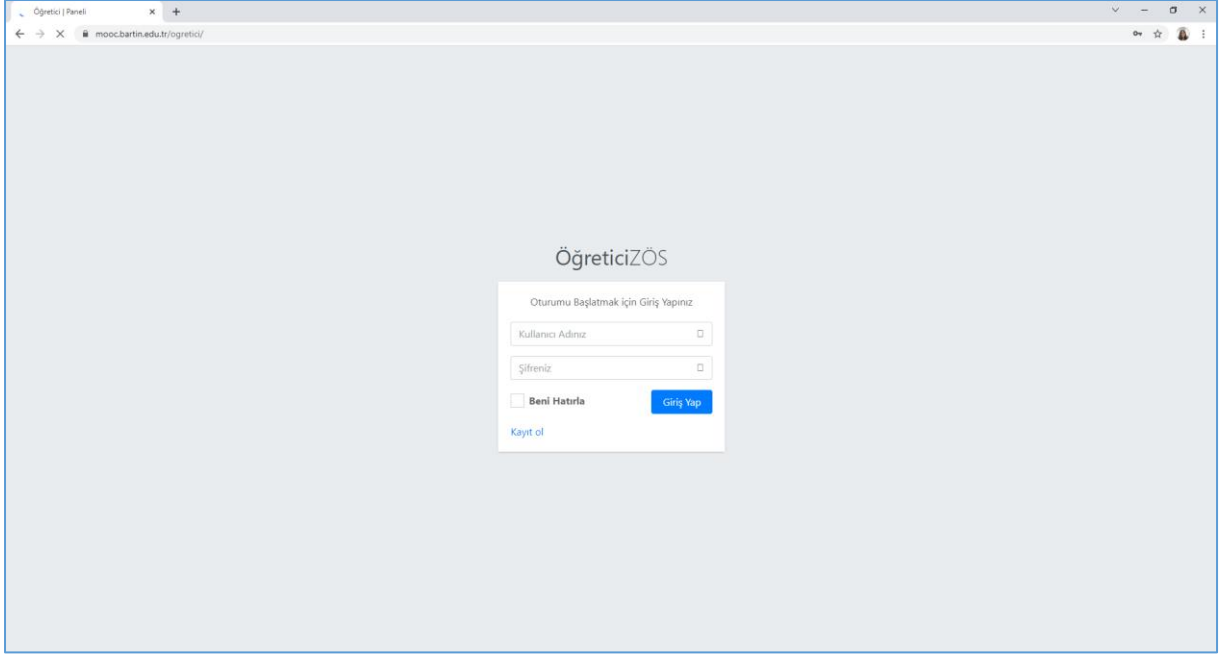 Öğretici | Paneli
mooc.bartin.edu.tr/ogretici/
ÖğreticiZÖS
Oturumu Başlatmak için Giriş Yapınız
Kullanıcı Adınız
Şifreniz
Beni Hatırla
Giriş Yap
Kayıt ol